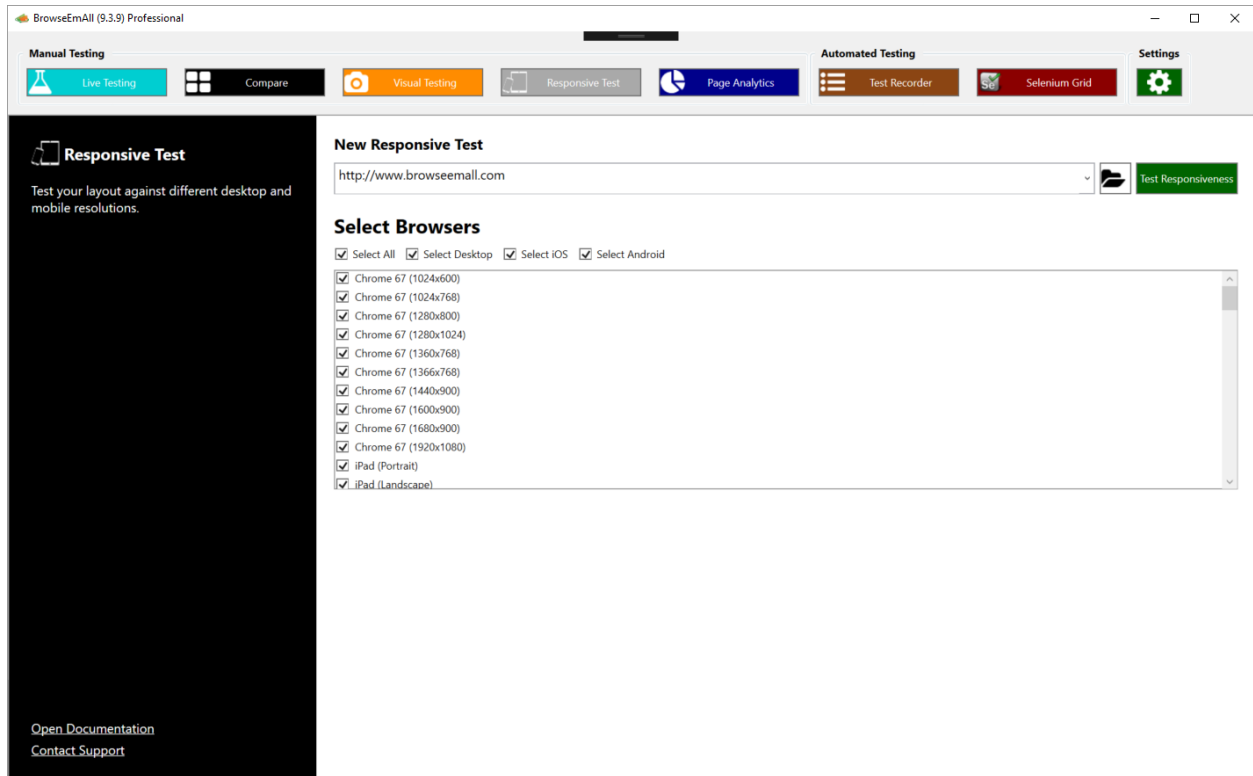 BrowseEmAll (9.3.9) Professional
Manual Testing
Automated Testing
Settings
Live Testing
Compare
Visual Testing
Responsive Test
Page Analytics
Test Recorder
Se
Selenium Grid
Responsive Test
Test your layout against different desktop and
mobile resolutions.
Open Documentation
Contact Support
New Responsive Test
http://www.browseemall.com
Test Responsiveness
Select Browsers
Select All
Select Desktop
Select iOS
Select Android
Chrome 67 (1024x600)
Chrome 67 (1024x768)
Chrome 67 (1280x800)
Chrome 67 (1280x1024)
Chrome 67 (1360x768)
Chrome 67 (1366x768)
Chrome 67 (1440x900)
Chrome 67 (1600x900)
Chrome 67 (1680x900)
Chrome 67 (1920x1080)
iPad (Portrait)
iPad (Landscape)